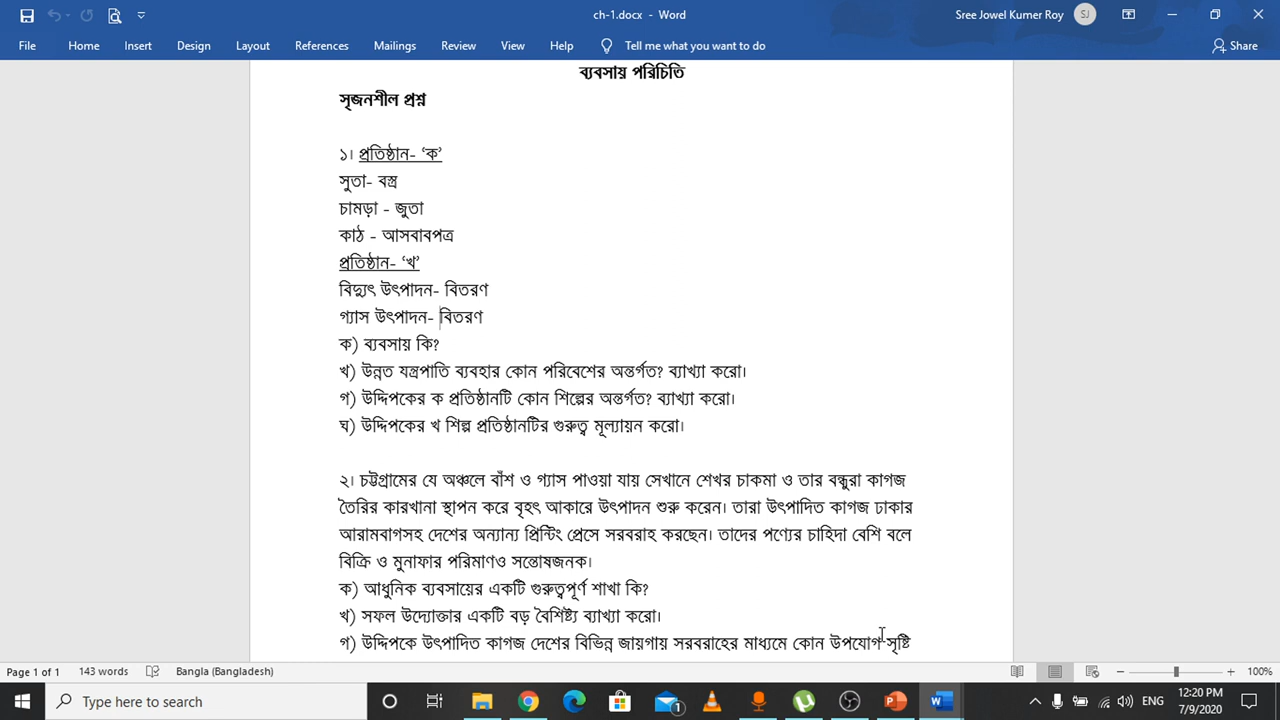 ch-1.docx - Word
Sree Jowel Kumer Roy SJ
File Home Insert Design Layout References Mailings Review View Help Tell me what you want to do Share
ব্যবসায় পরিচিতি
সৃজনশীল প্রশ্ন
১। প্রতিষ্ঠান- ‘ক’
সুতা- বস্ত্র
চামড়া - জুতা
কাঠ - আসবাবপত্র
প্রতিষ্ঠান- ‘খ’
বিদ্যুৎ উৎপাদন- বিতরণ
গ্যাস উৎপাদন- বিতরণ
ক) ব্যবসায় কি?
খ) উন্নত যন্ত্রপাতি ব্যবহার কোন পরিবেশের অন্তর্গত? ব্যাখ্যা করো।
গ) উদ্দিপকের ক প্রতিষ্ঠানটি কোন শিল্পের অন্তর্গত? ব্যাখ্যা করো।
ঘ) উদ্দিপকের খ শিল্প প্রতিষ্ঠানটির গুরুত্ব মূল্যায়ন করো।
২। চট্টগ্রামের যে অঞ্চলে বাঁশ ও গ্যাস পাওয়া যায় সেখানে শেখর চাকমা ও তার বন্ধুরা কাগজ
তৈরির কারখানা স্থাপন করে বৃহৎ আকারে উৎপাদন শুরু করেন। তারা উৎপাদিত কাগজ ঢাকার
আরামবাগসহ দেশের অন্যান্য প্রিন্টিং প্রেসে সরবরাহ করছেন। তাদের পণ্যের চাহিদা বেশি বলে
বিক্রি ও মুনাফার পরিমাণও সন্তোষজনক।
ক) আধুনিক ব্যবসায়ের একটি গুরুত্বপূর্ণ শাখা কি?
খ) সফল উদ্যোক্তার একটি বড় বৈশিষ্ট্য ব্যাখ্যা করো।
গ) উদ্দিপকে উৎপাদিত কাগজ দেশের বিভিন্ন জায়গায় সরবরাহের মাধ্যমে কোন উপযোগ সৃষ্টি
Page 1 of 1 143 words Bangla (Bangladesh) 100%
Type here to search 1 ENG 12:20 PM
7/9/2020